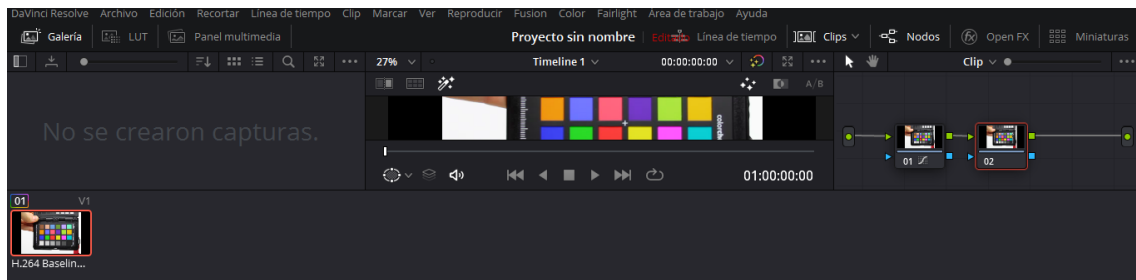 DaVinci Resolve Archivo Edición Recortar Línea de tiempo Clip Marcar Ver Reproducir Fusion Color Fairlight Área de trabajo Ayuda
Galería LUT Panel multimedia Proyecto sin nombre Línea de tiempo Clips Nodos Open FX Miniaturas
27% Timeline 1 00:00:00:00 Clip
A/B
No se crearon capturas.
01 02
01:00:00:00
01 V1
H.264 Baselin...